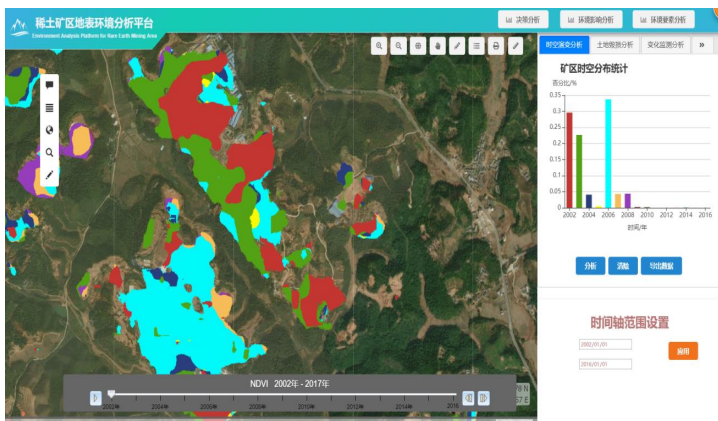 稀土矿区地表环境分析平台
Environment Analysis Platform for Rare Earth Mining Area
决策分析
环境影响分析
环境要素分析
时空演变分析
土地毁损分析
变化监测分析
矿区时空分布统计
百分比/%
0.35
0.3
0.25
0.2
0.15
0.1
0.05
0
2002 2004 2006 2008 2010 2012 2014 2016
时间/年
分析
清除
导出数据
时间轴范围设置
2002/01/01
应用
2016/01/01
NDVI 2002年 - 2017年
2002年 2004年 2006年 2008年 2010年 2012年 2014年 2016